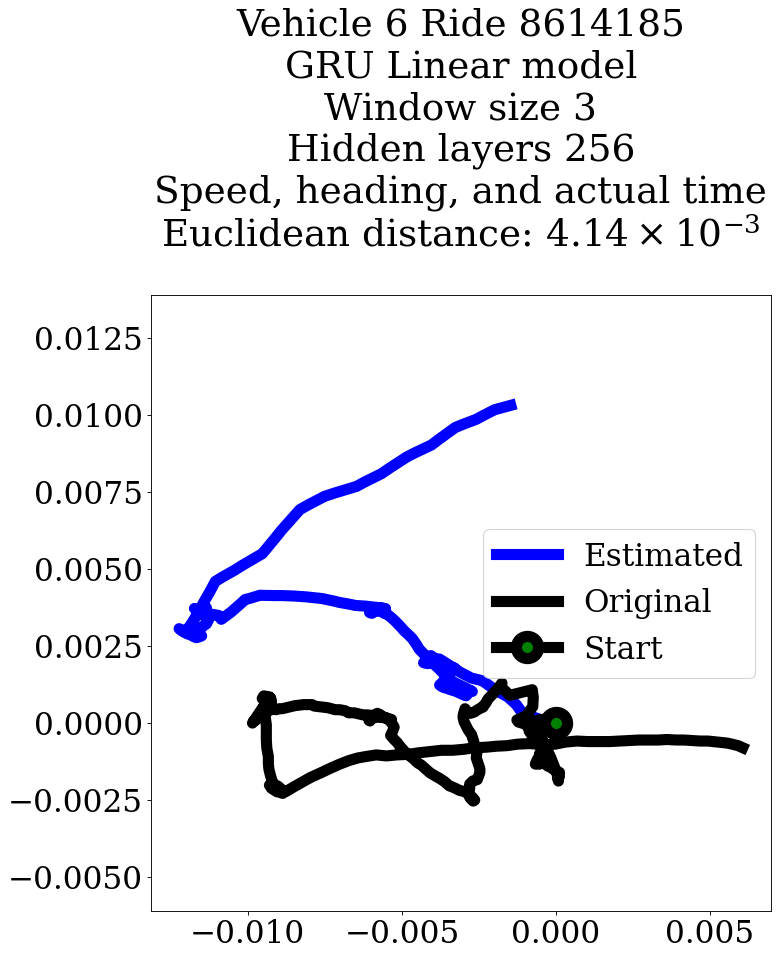 Vehicle 6 Ride 8614185
GRU Linear model
Window size 3
Hidden layers 256
Speed, heading, and actual time
Euclidean distance: 4.14 × 10⁻³
0.0125
0.0100
0.0075
0.0050
0.0025
0.0000
−0.0025
−0.0050
Estimated
Original
Start
−0.010
−0.005
0.000
0.005